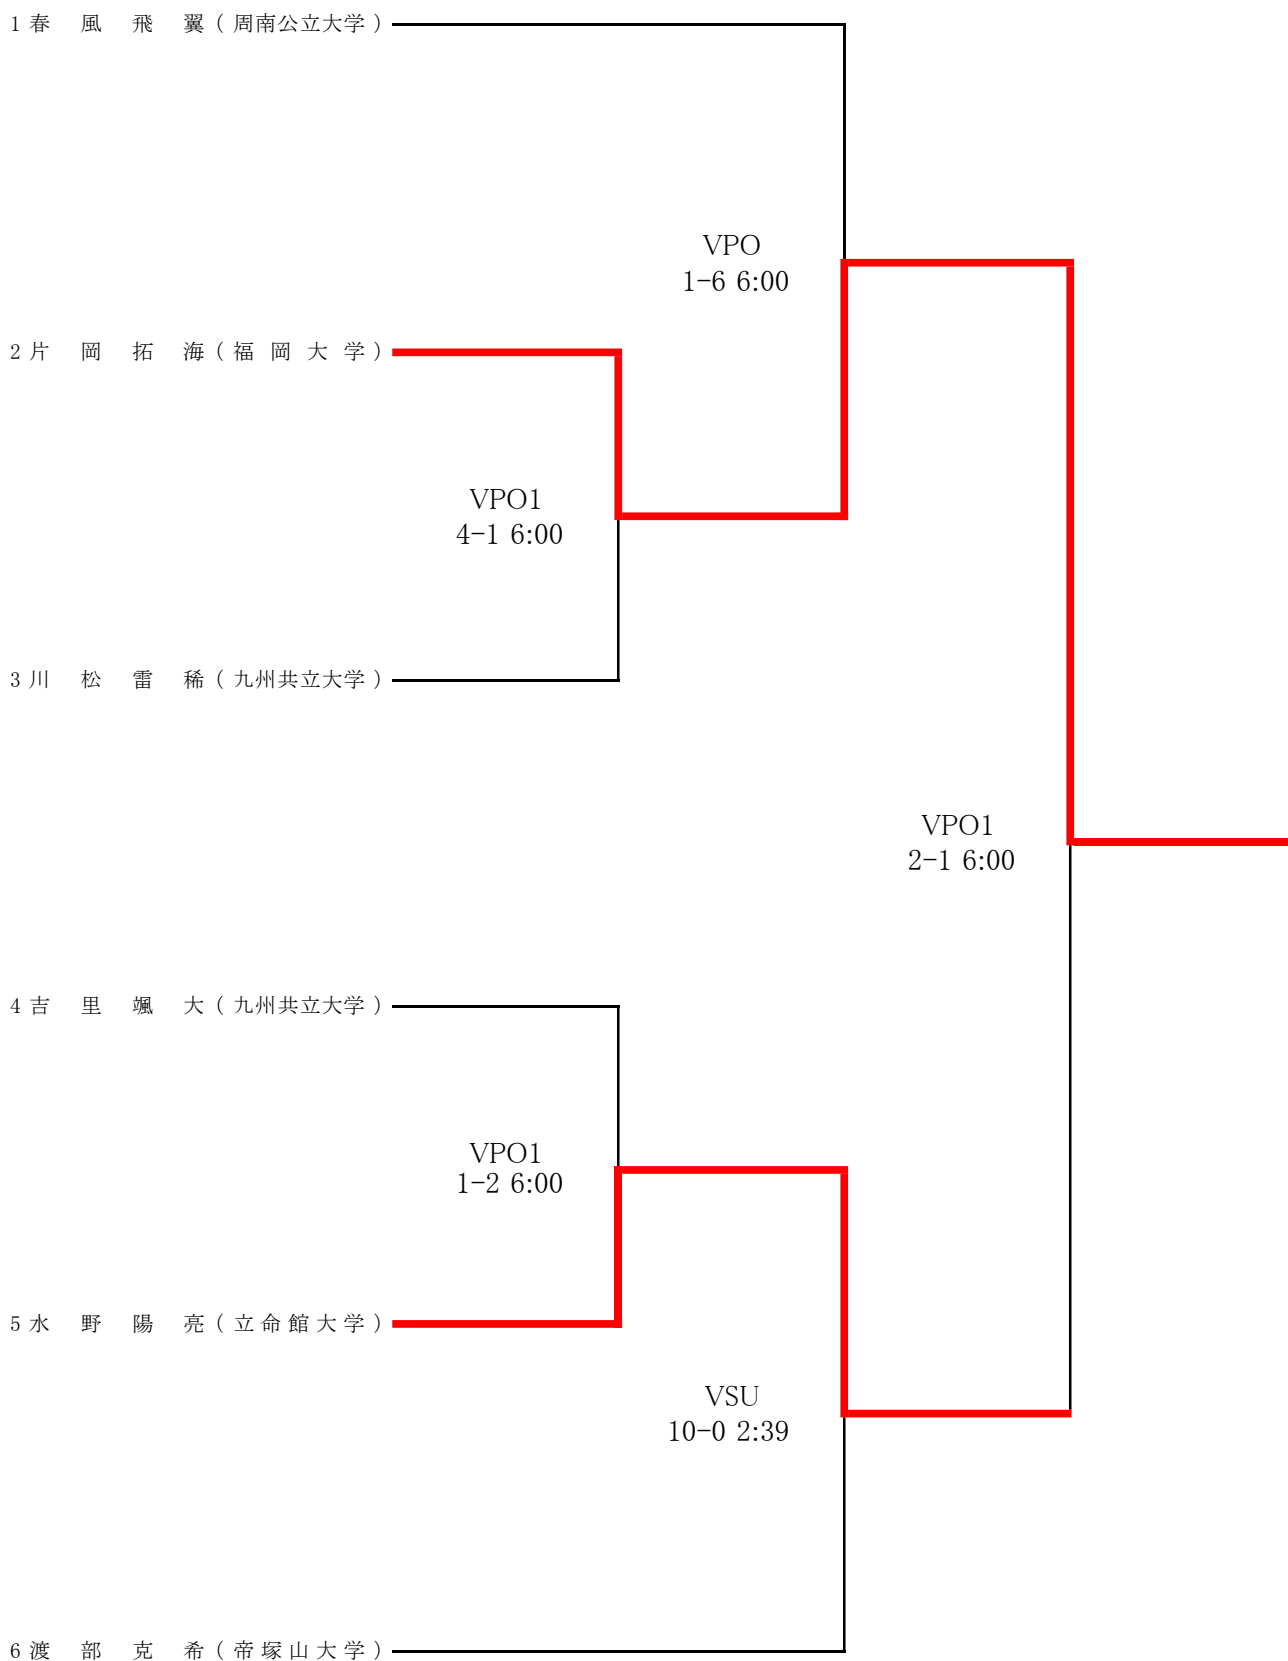 1 春風飛翼 (周南公立大学)
VPO
1-6 6:00
2 片岡拓海 (福岡大学)
VPO1
4-1 6:00
3 川松雷稀 (九州共立大学)
VPO1
2-1 6:00
4 吉里颯大 (九州共立大学)
VPO1
1-2 6:00
5 水野陽亮 (立命館大学)
VSU
10-0 2:39
6 渡部克希 (帝塚山大学)